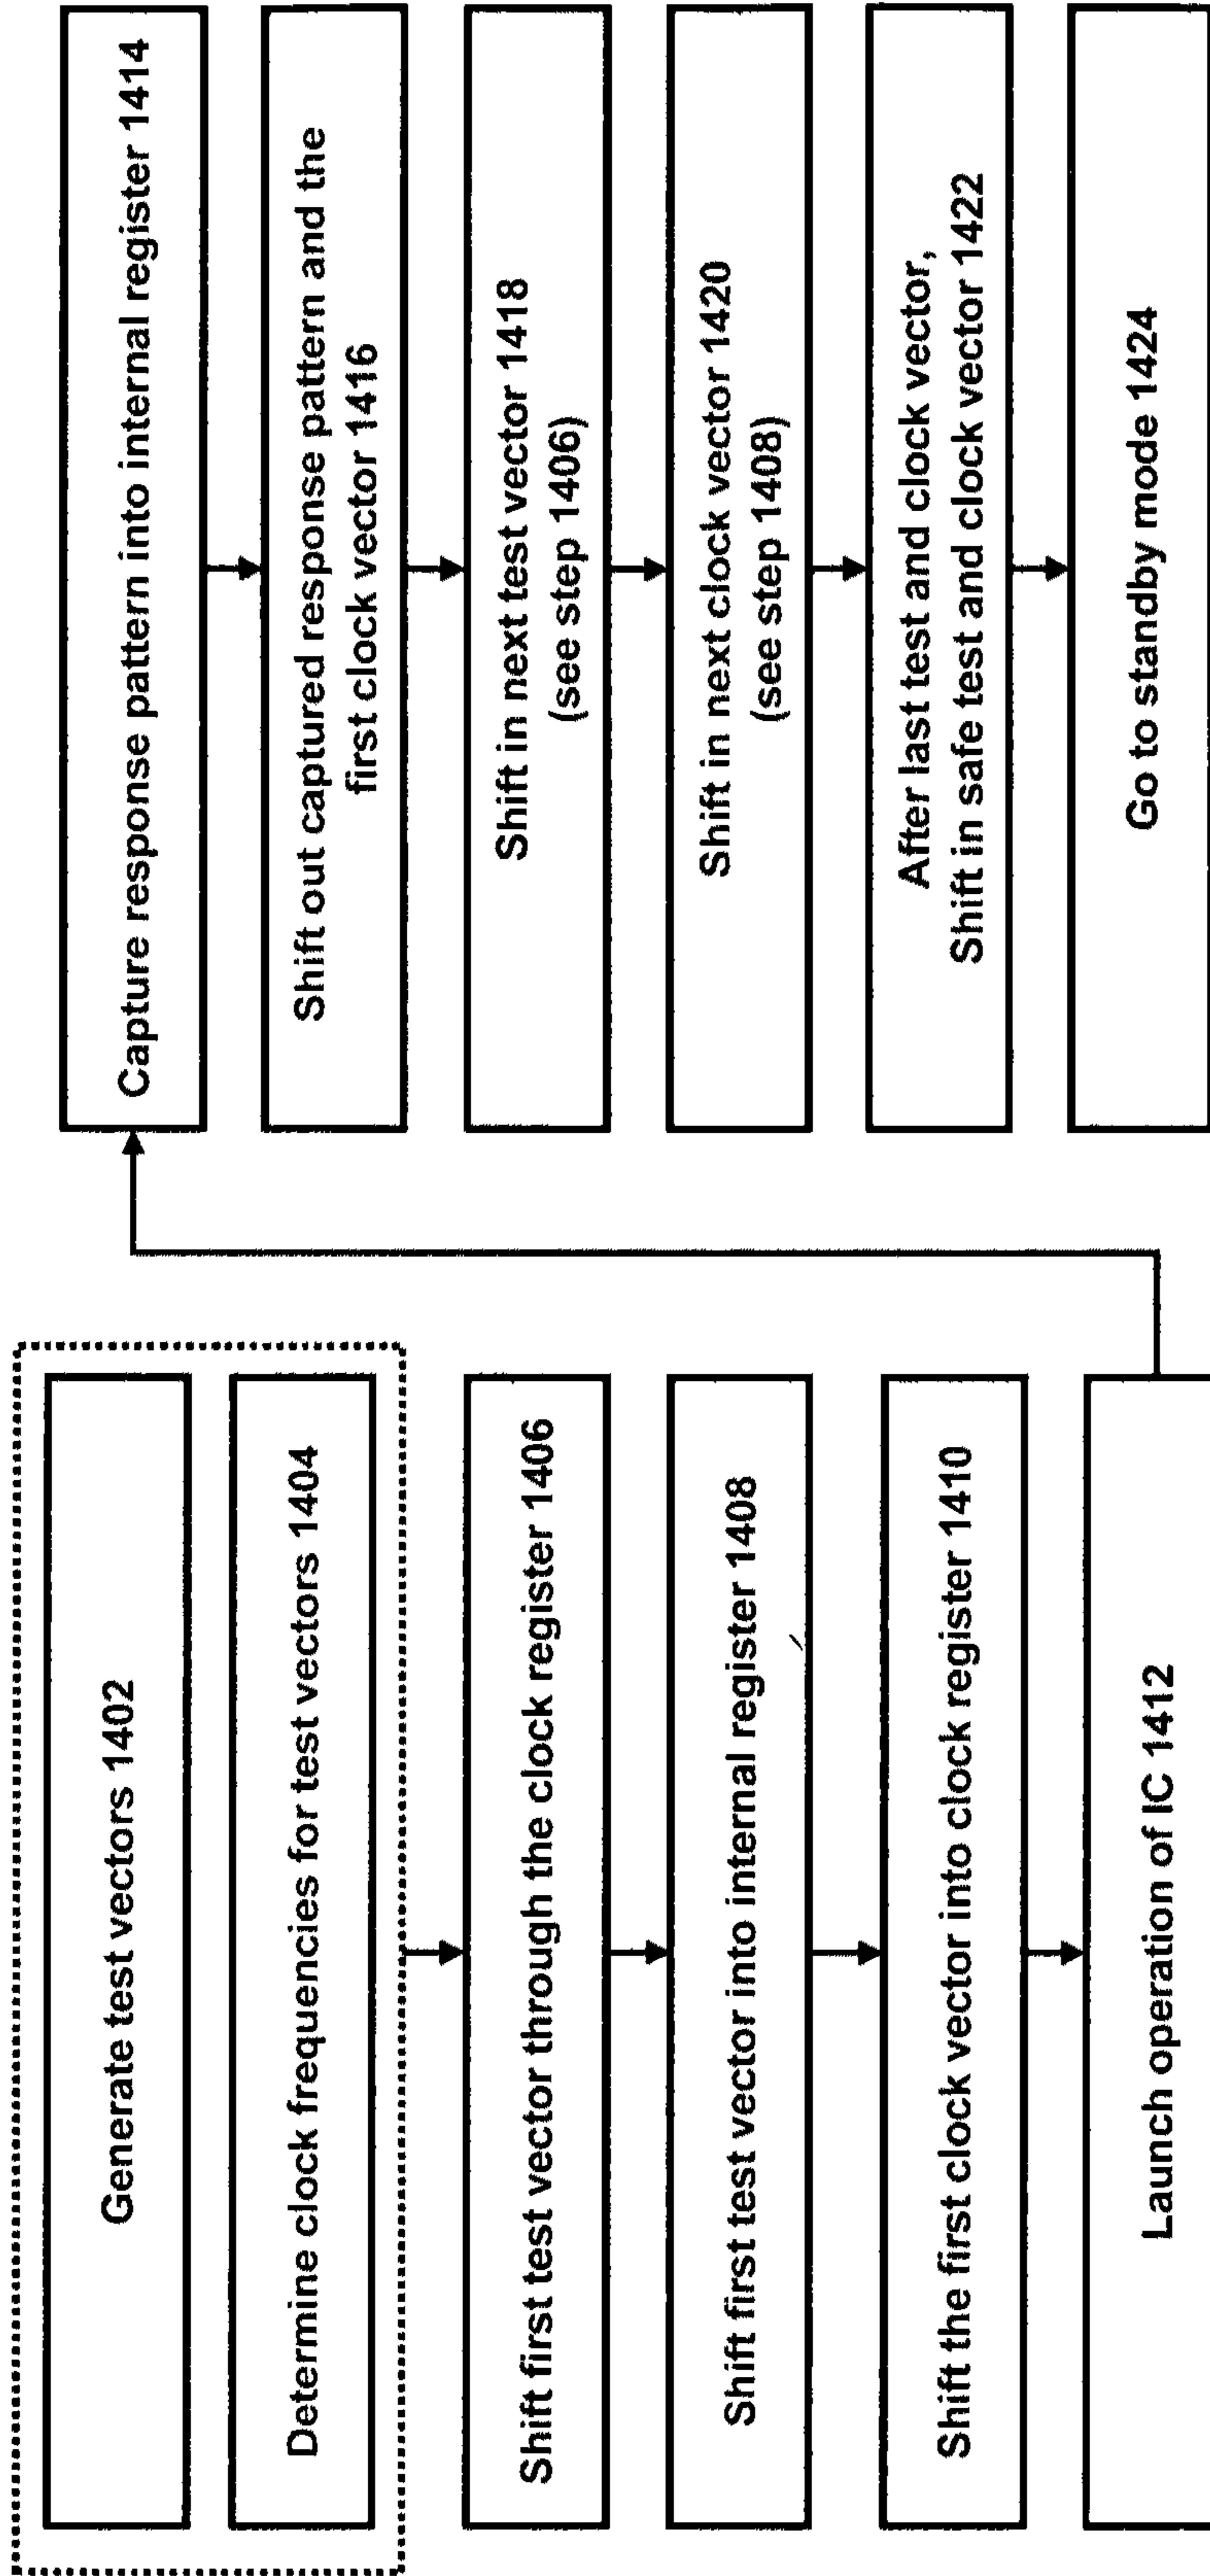 Generate test vectors 1402
Determine clock frequencies for test vectors 1404
Shift first test vector through the clock register 1406
Shift first test vector into internal register 1408
Shift the first clock vector into clock register 1410
Launch operation of IC 1412
Capture response pattern into internal register 1414
Shift out captured response pattern and the
first clock vector 1416
Shift in next test vector 1418
(see step 1406)
Shift in next clock vector 1420
(see step 1408)
After last test and clock vector,
Shift in safe test and clock vector 1422
Go to standby mode 1424